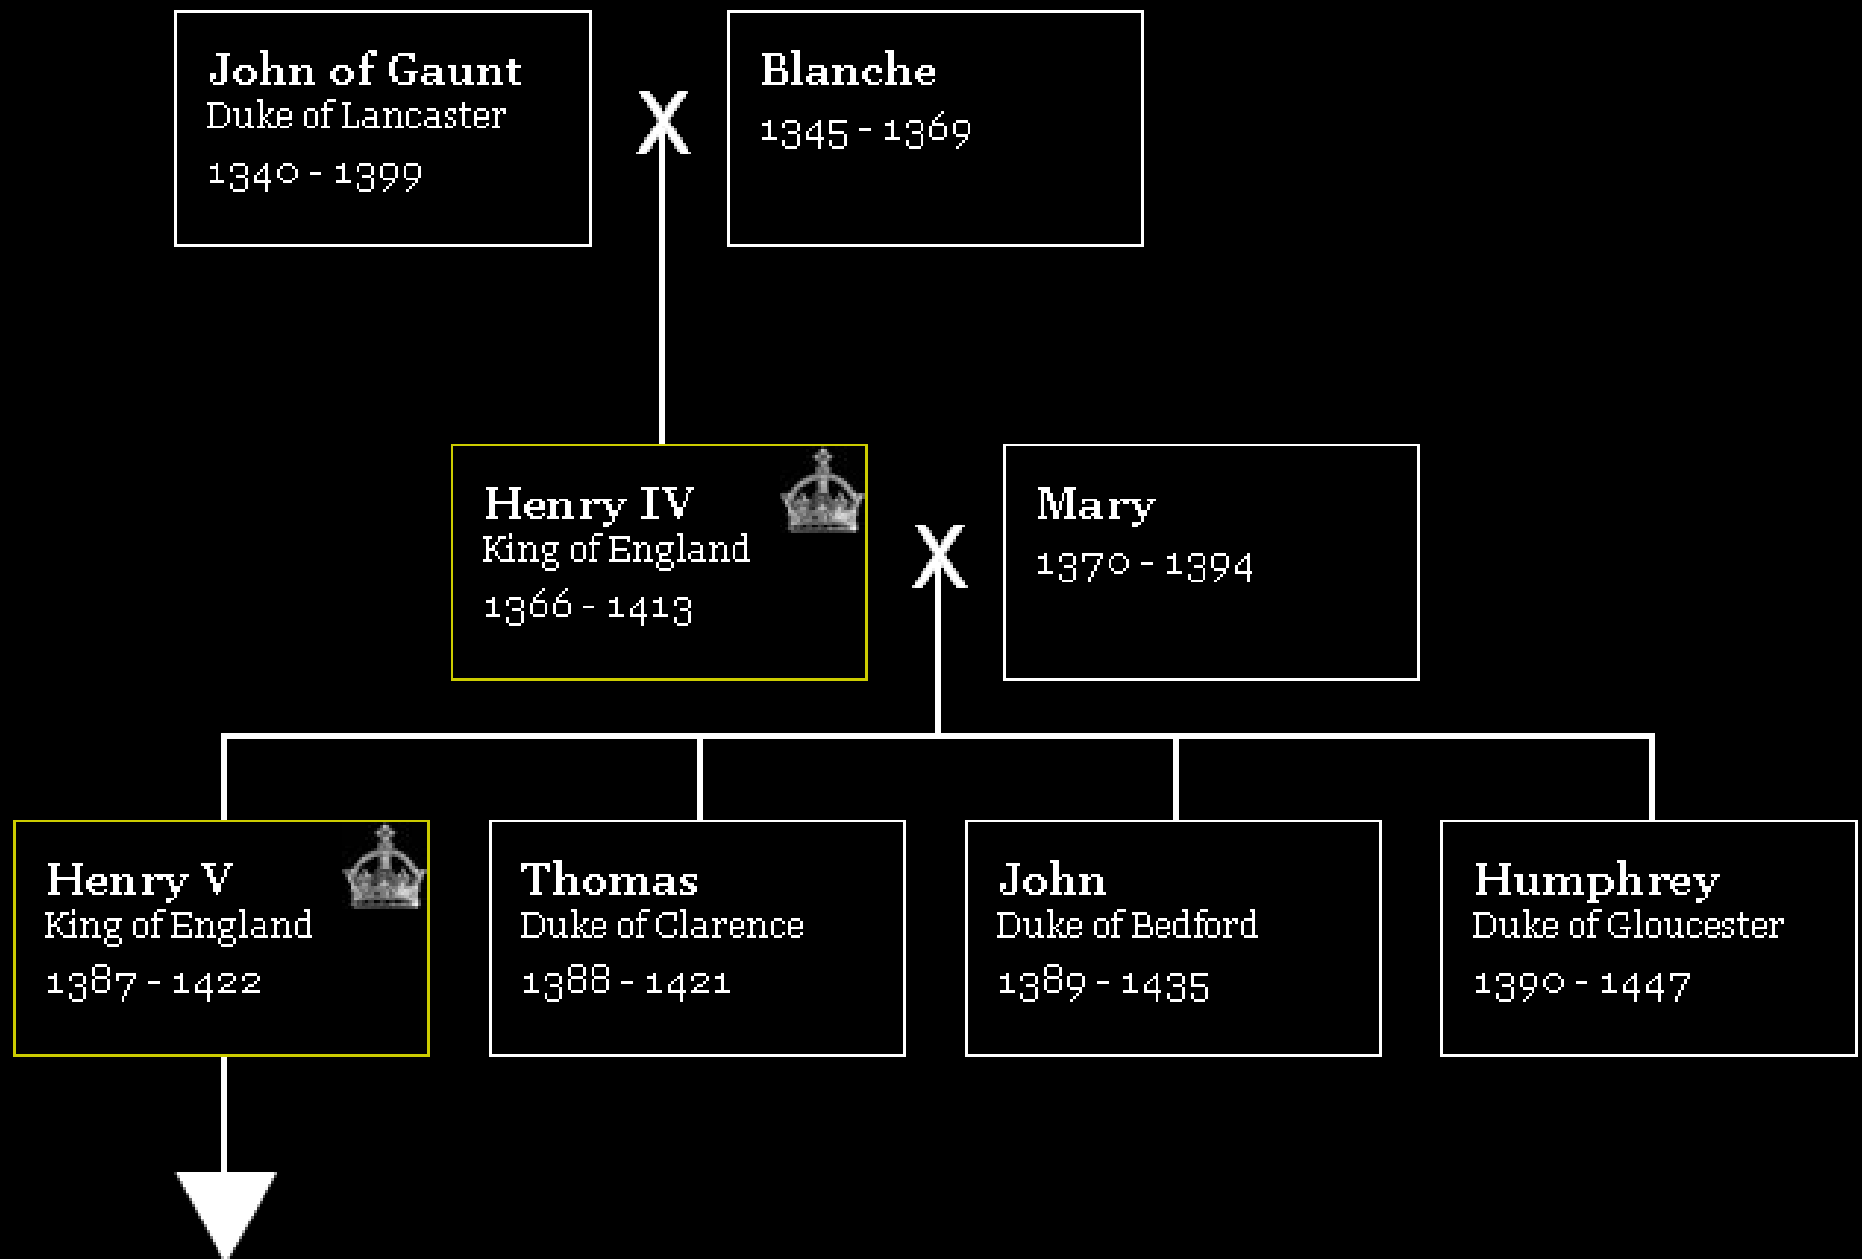 John of Gaunt
Duke of Lancaster
1340 - 1399
X
Blanche
1345 - 1369
Henry IV
King of England
1366 - 1413
X
Mary
1370 - 1394
Henry V
King of England
1387 - 1422
Thomas
Duke of Clarence
1388 - 1421
John
Duke of Bedford
1389 - 1435
Humphrey
Duke of Gloucester
1390 - 1447